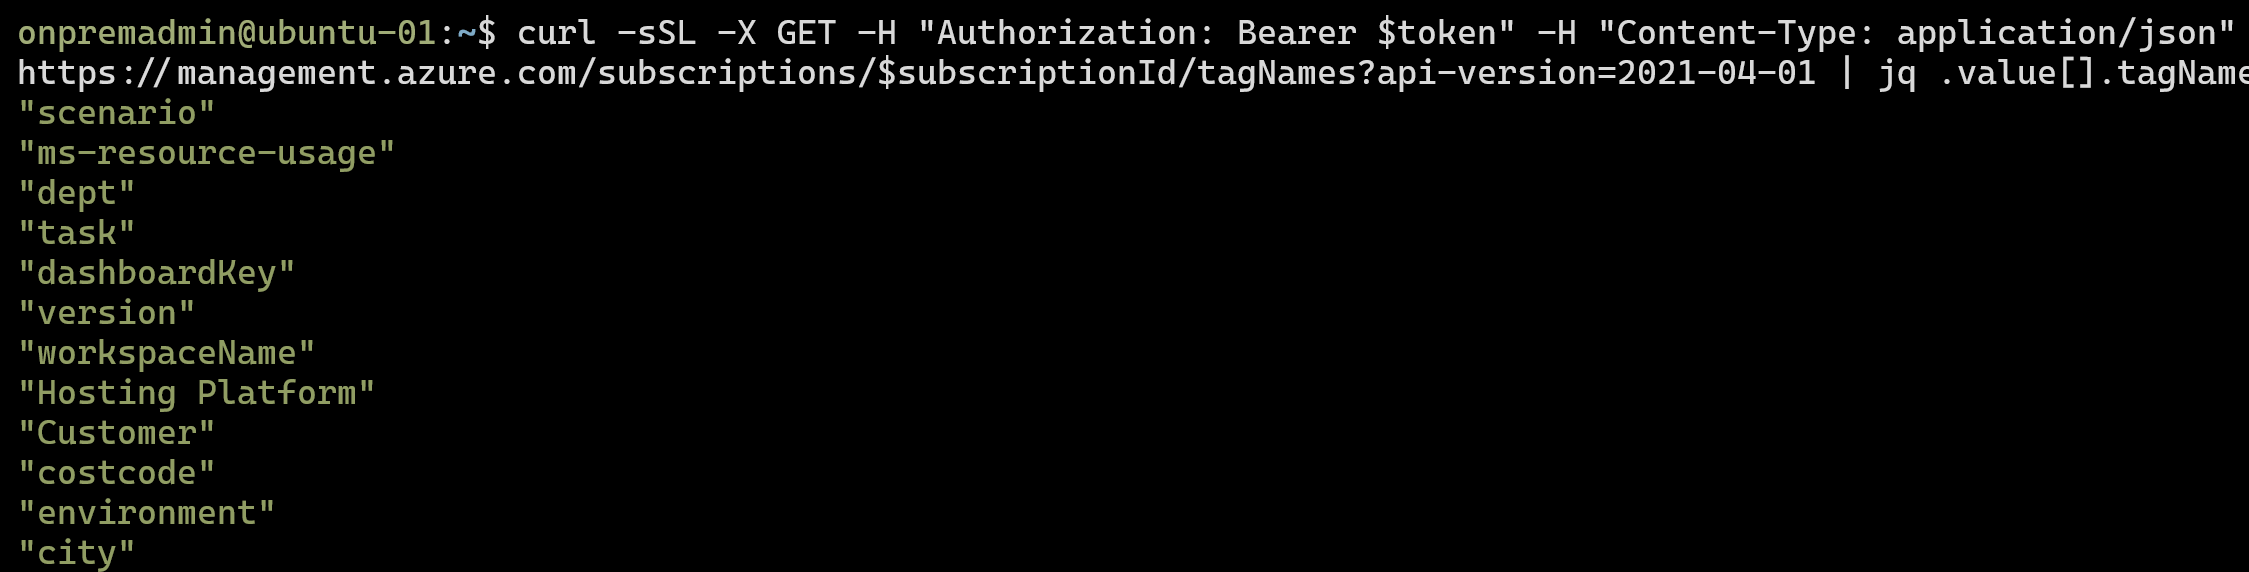 onpremadmin@ubuntu-01:~$ curl -sSL -X GET -H "Authorization: Bearer $token" -H "Content-Type: application/json"
https://management.azure.com/subscriptions/$subscriptionId/tagNames?api-version=2021-04-01 | jq .value[].tagName
"scenario"
"ms-resource-usage"
"dept"
"task"
"dashboardKey"
"version"
"workspaceName"
"Hosting Platform"
"Customer"
"costcode"
"environment"
"city"